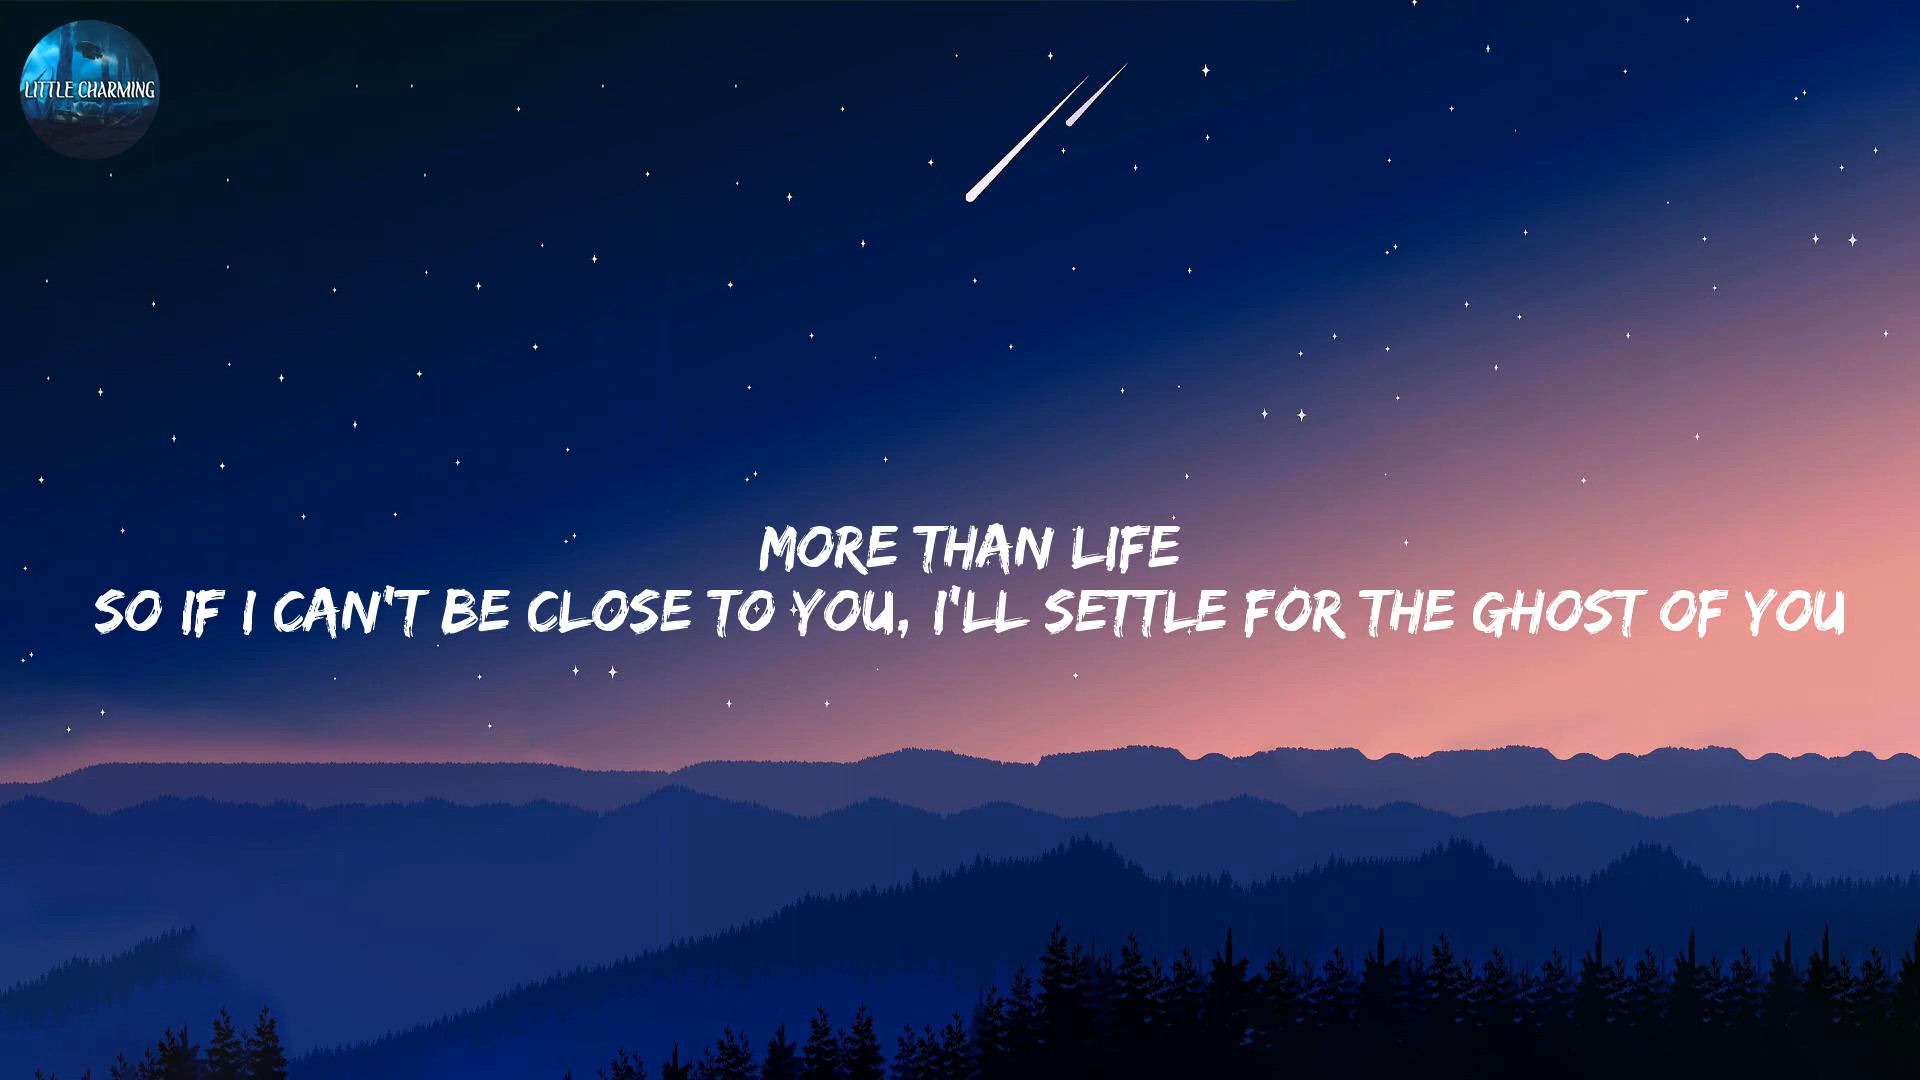 LITTLE CHARMING
MORE THAN LIFE
SO IF I CAN'T BE CLOSE TO YOU, I'LL SETTLE FOR THE GHOST OF YOU